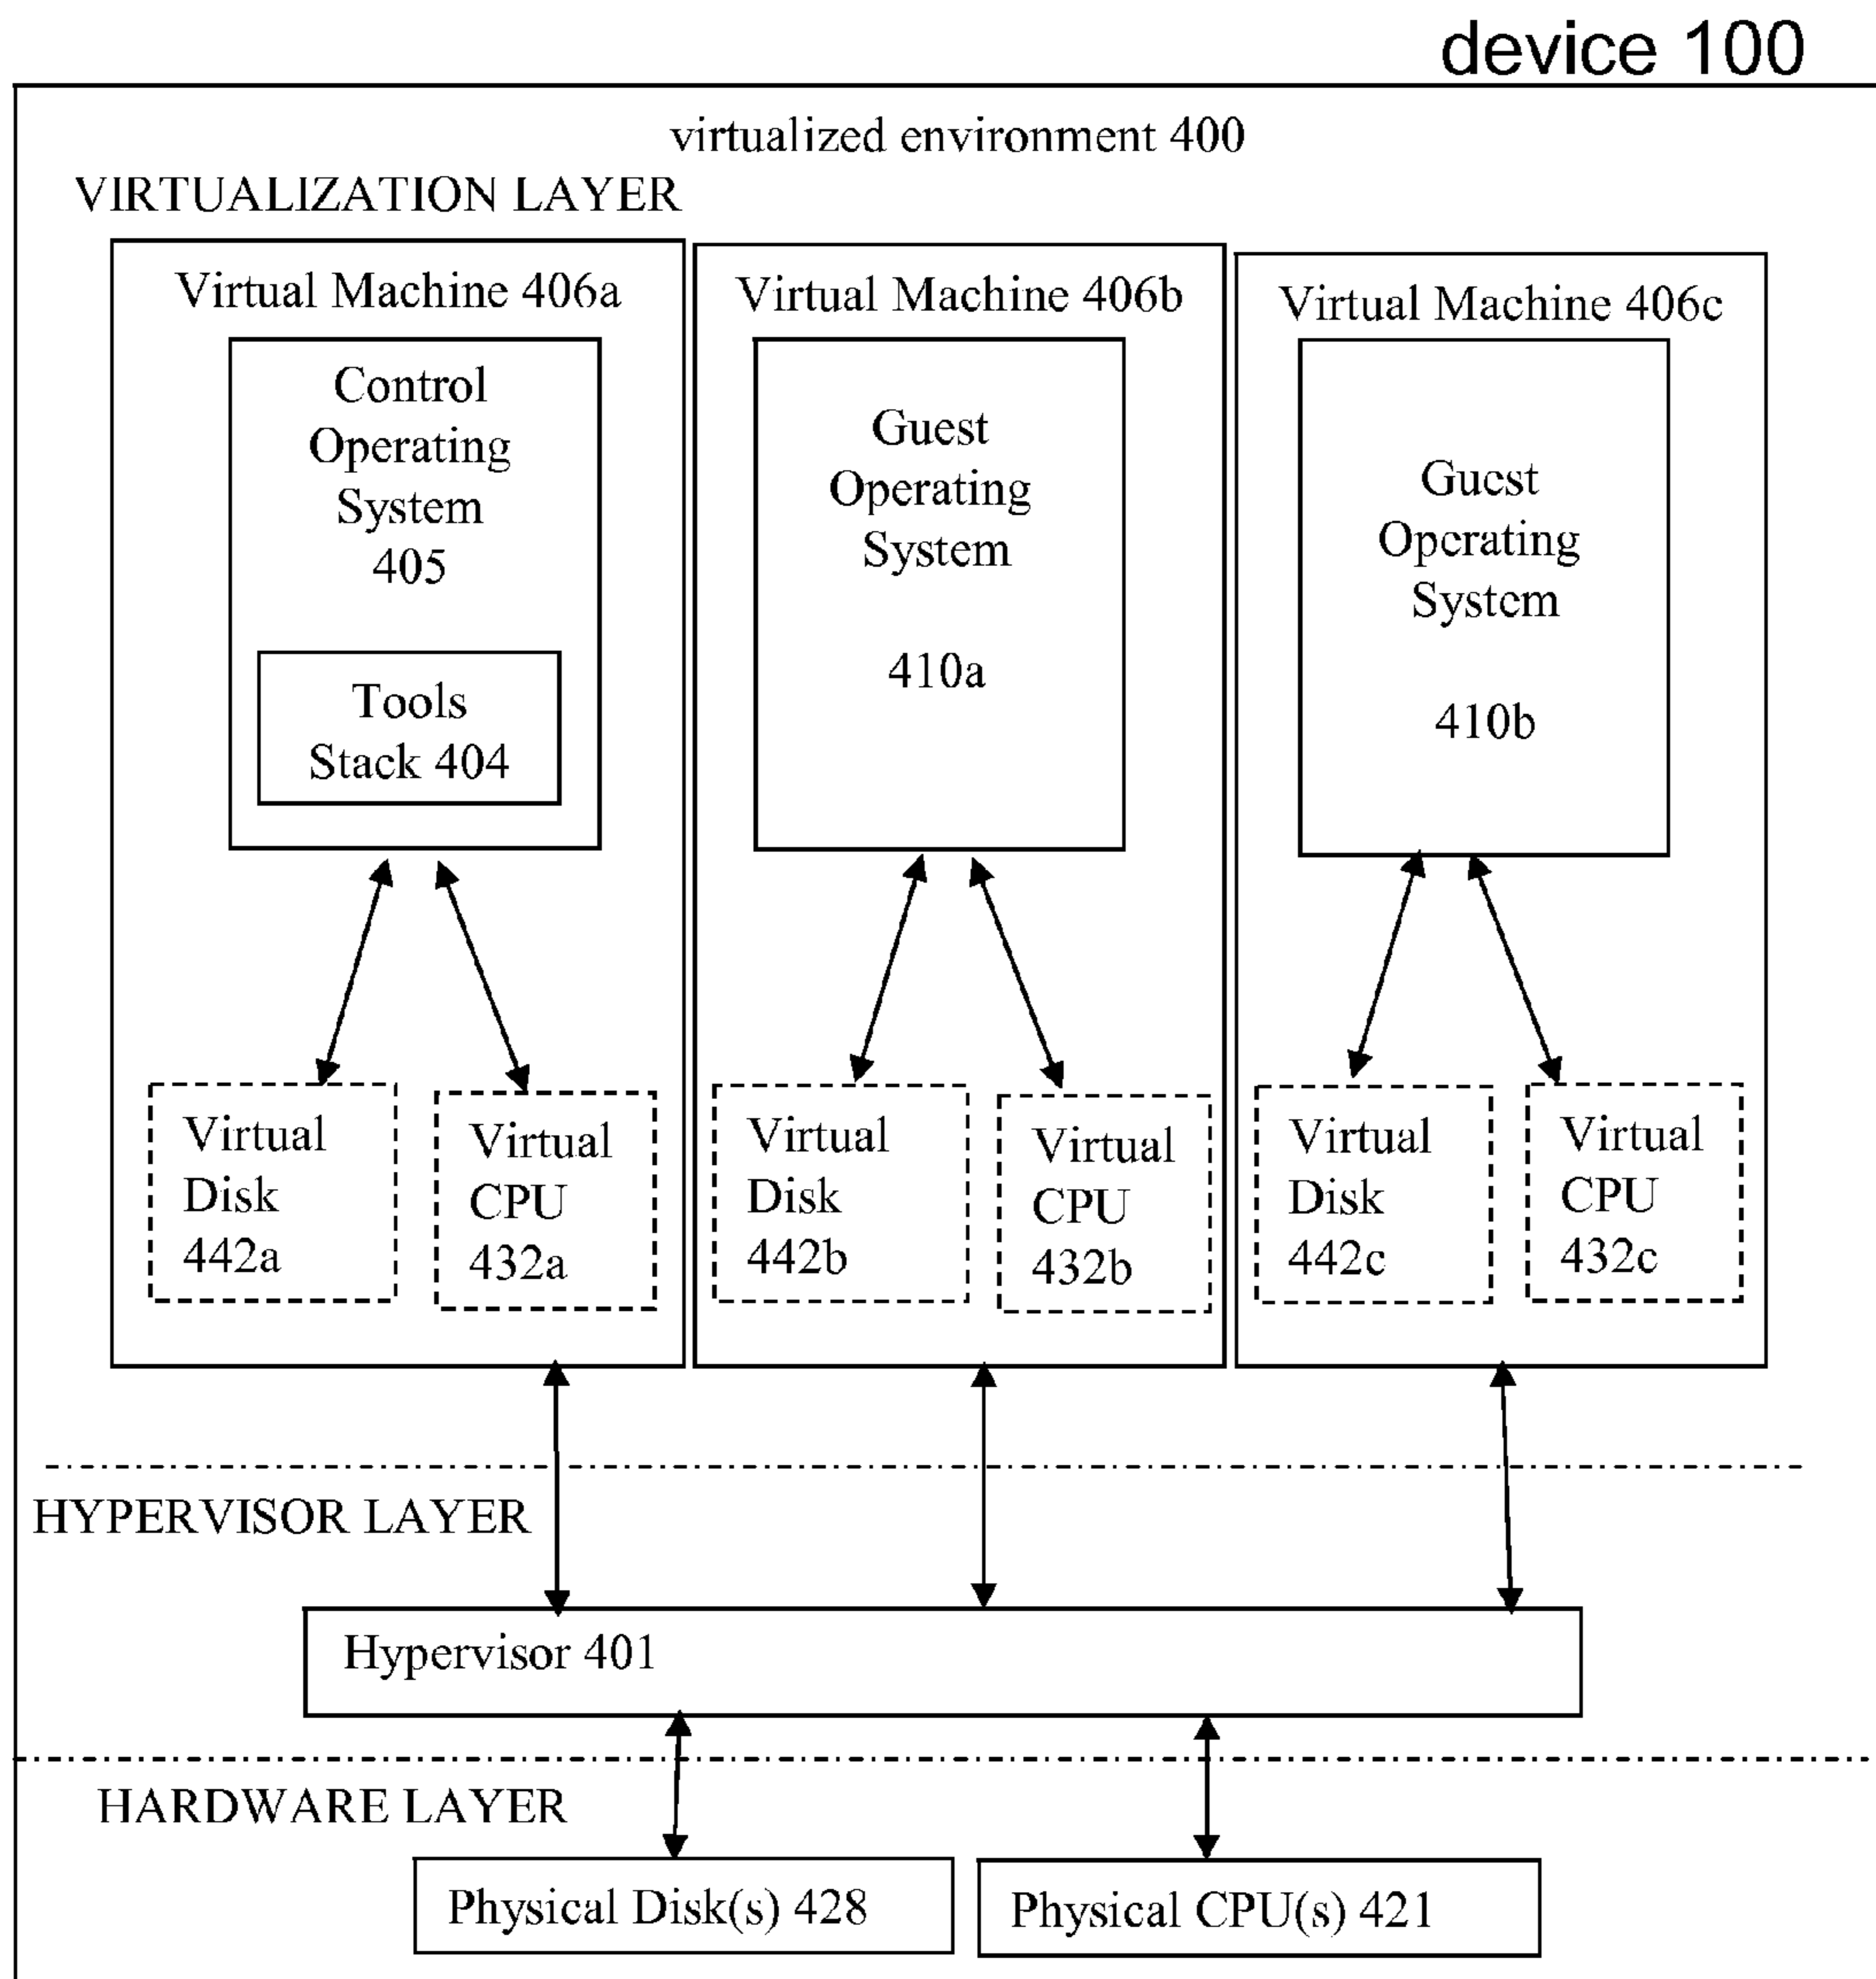 device 100
virtualized environment 400
VIRTUALIZATION LAYER
Virtual Machine 406a
Control
Operating
System
405
Tools
Stack 404
Virtual
Disk
442a
Virtual
CPU
432a
Virtual Machine 406b
Guest
Operating
System
410a
Virtual
Disk
442b
Virtual
CPU
432b
Virtual Machine 406c
Guest
Operating
System
410b
Virtual
Disk
442c
Virtual
CPU
432c
HYPERVISOR LAYER
Hypervisor 401
HARDWARE LAYER
Physical Disk(s) 428
Physical CPU(s) 421